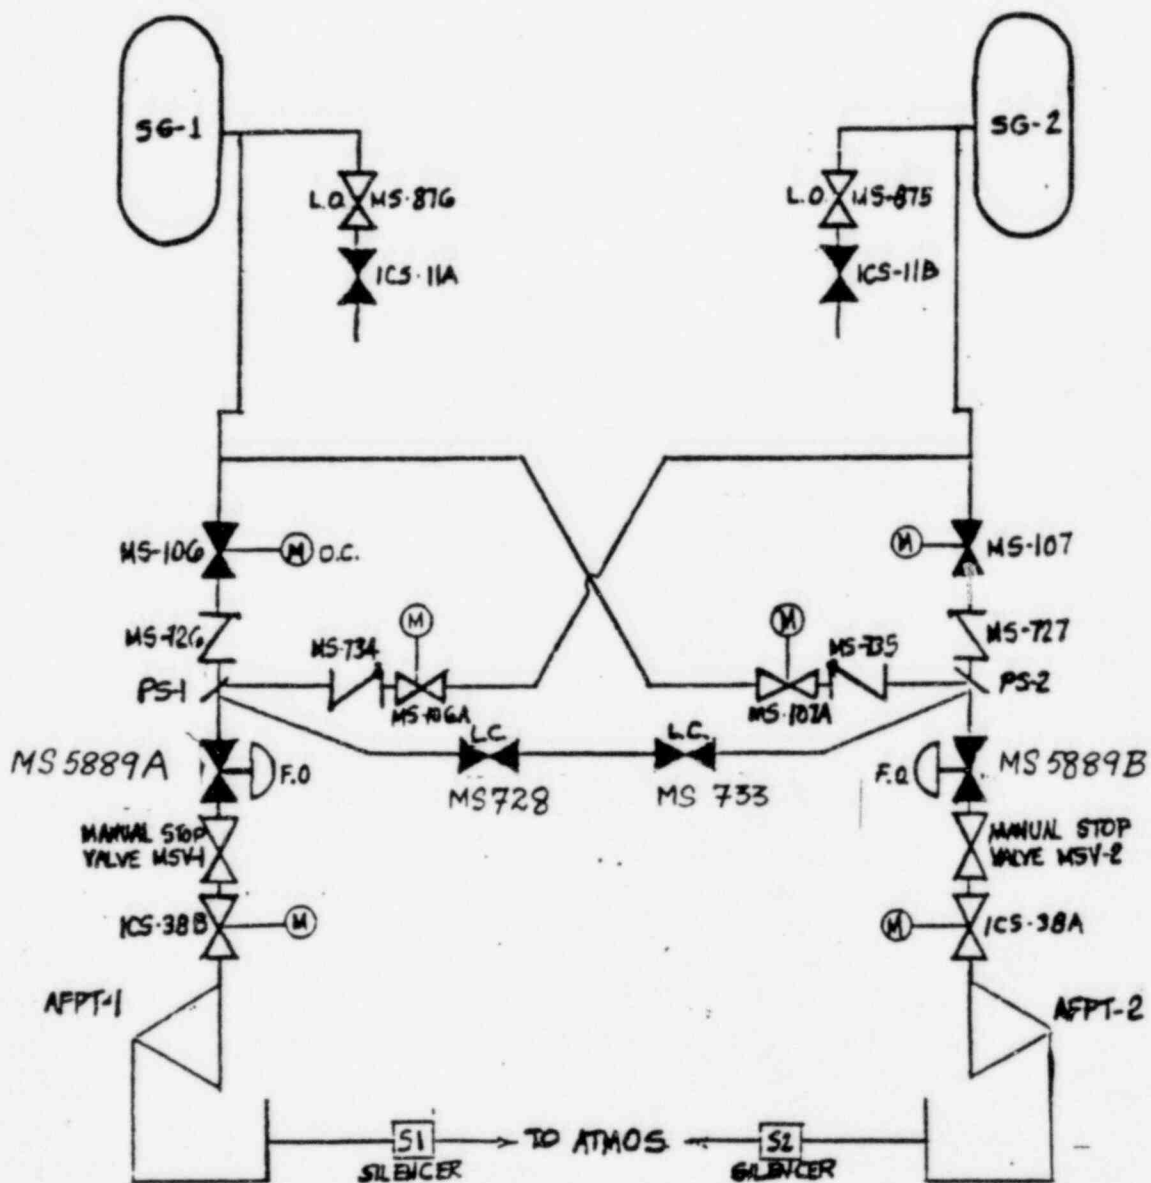 SG-1
SG-2
L.O. MS-876
L.O. MS-875
ICS-11A
ICS-11B
MS-106
M O.C.
M
MS-107
MS-726
MS-734
M
M
MS-735
MS-727
PS-1
PS-2
MS-106A
MS-107A
L.C.
L.C.
MS 5889A
F.O
F.O.
MS 5889B
MS728
MS 733
MANUAL STOP
VALVE MSV-1
MANUAL STOP
VALVE MSV-2
ICS-38B
M
M
ICS-38A
AFPT-1
AFPT-2
S1
TO ATMOS.
S2
SILENCER
SILENCER